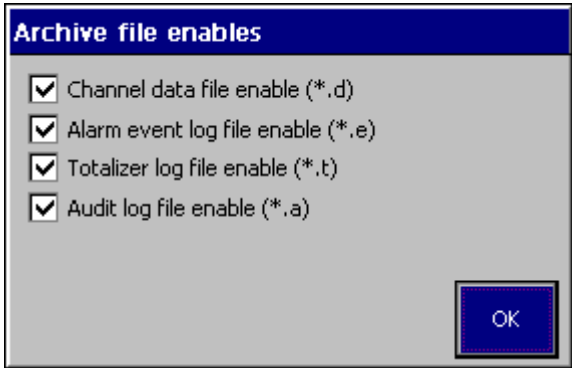 Archive file enables
Channel data file enable (*.d)
Alarm event log file enable (*.e)
Totalizer log file enable (*.t)
Audit log file enable (*.a)
OK